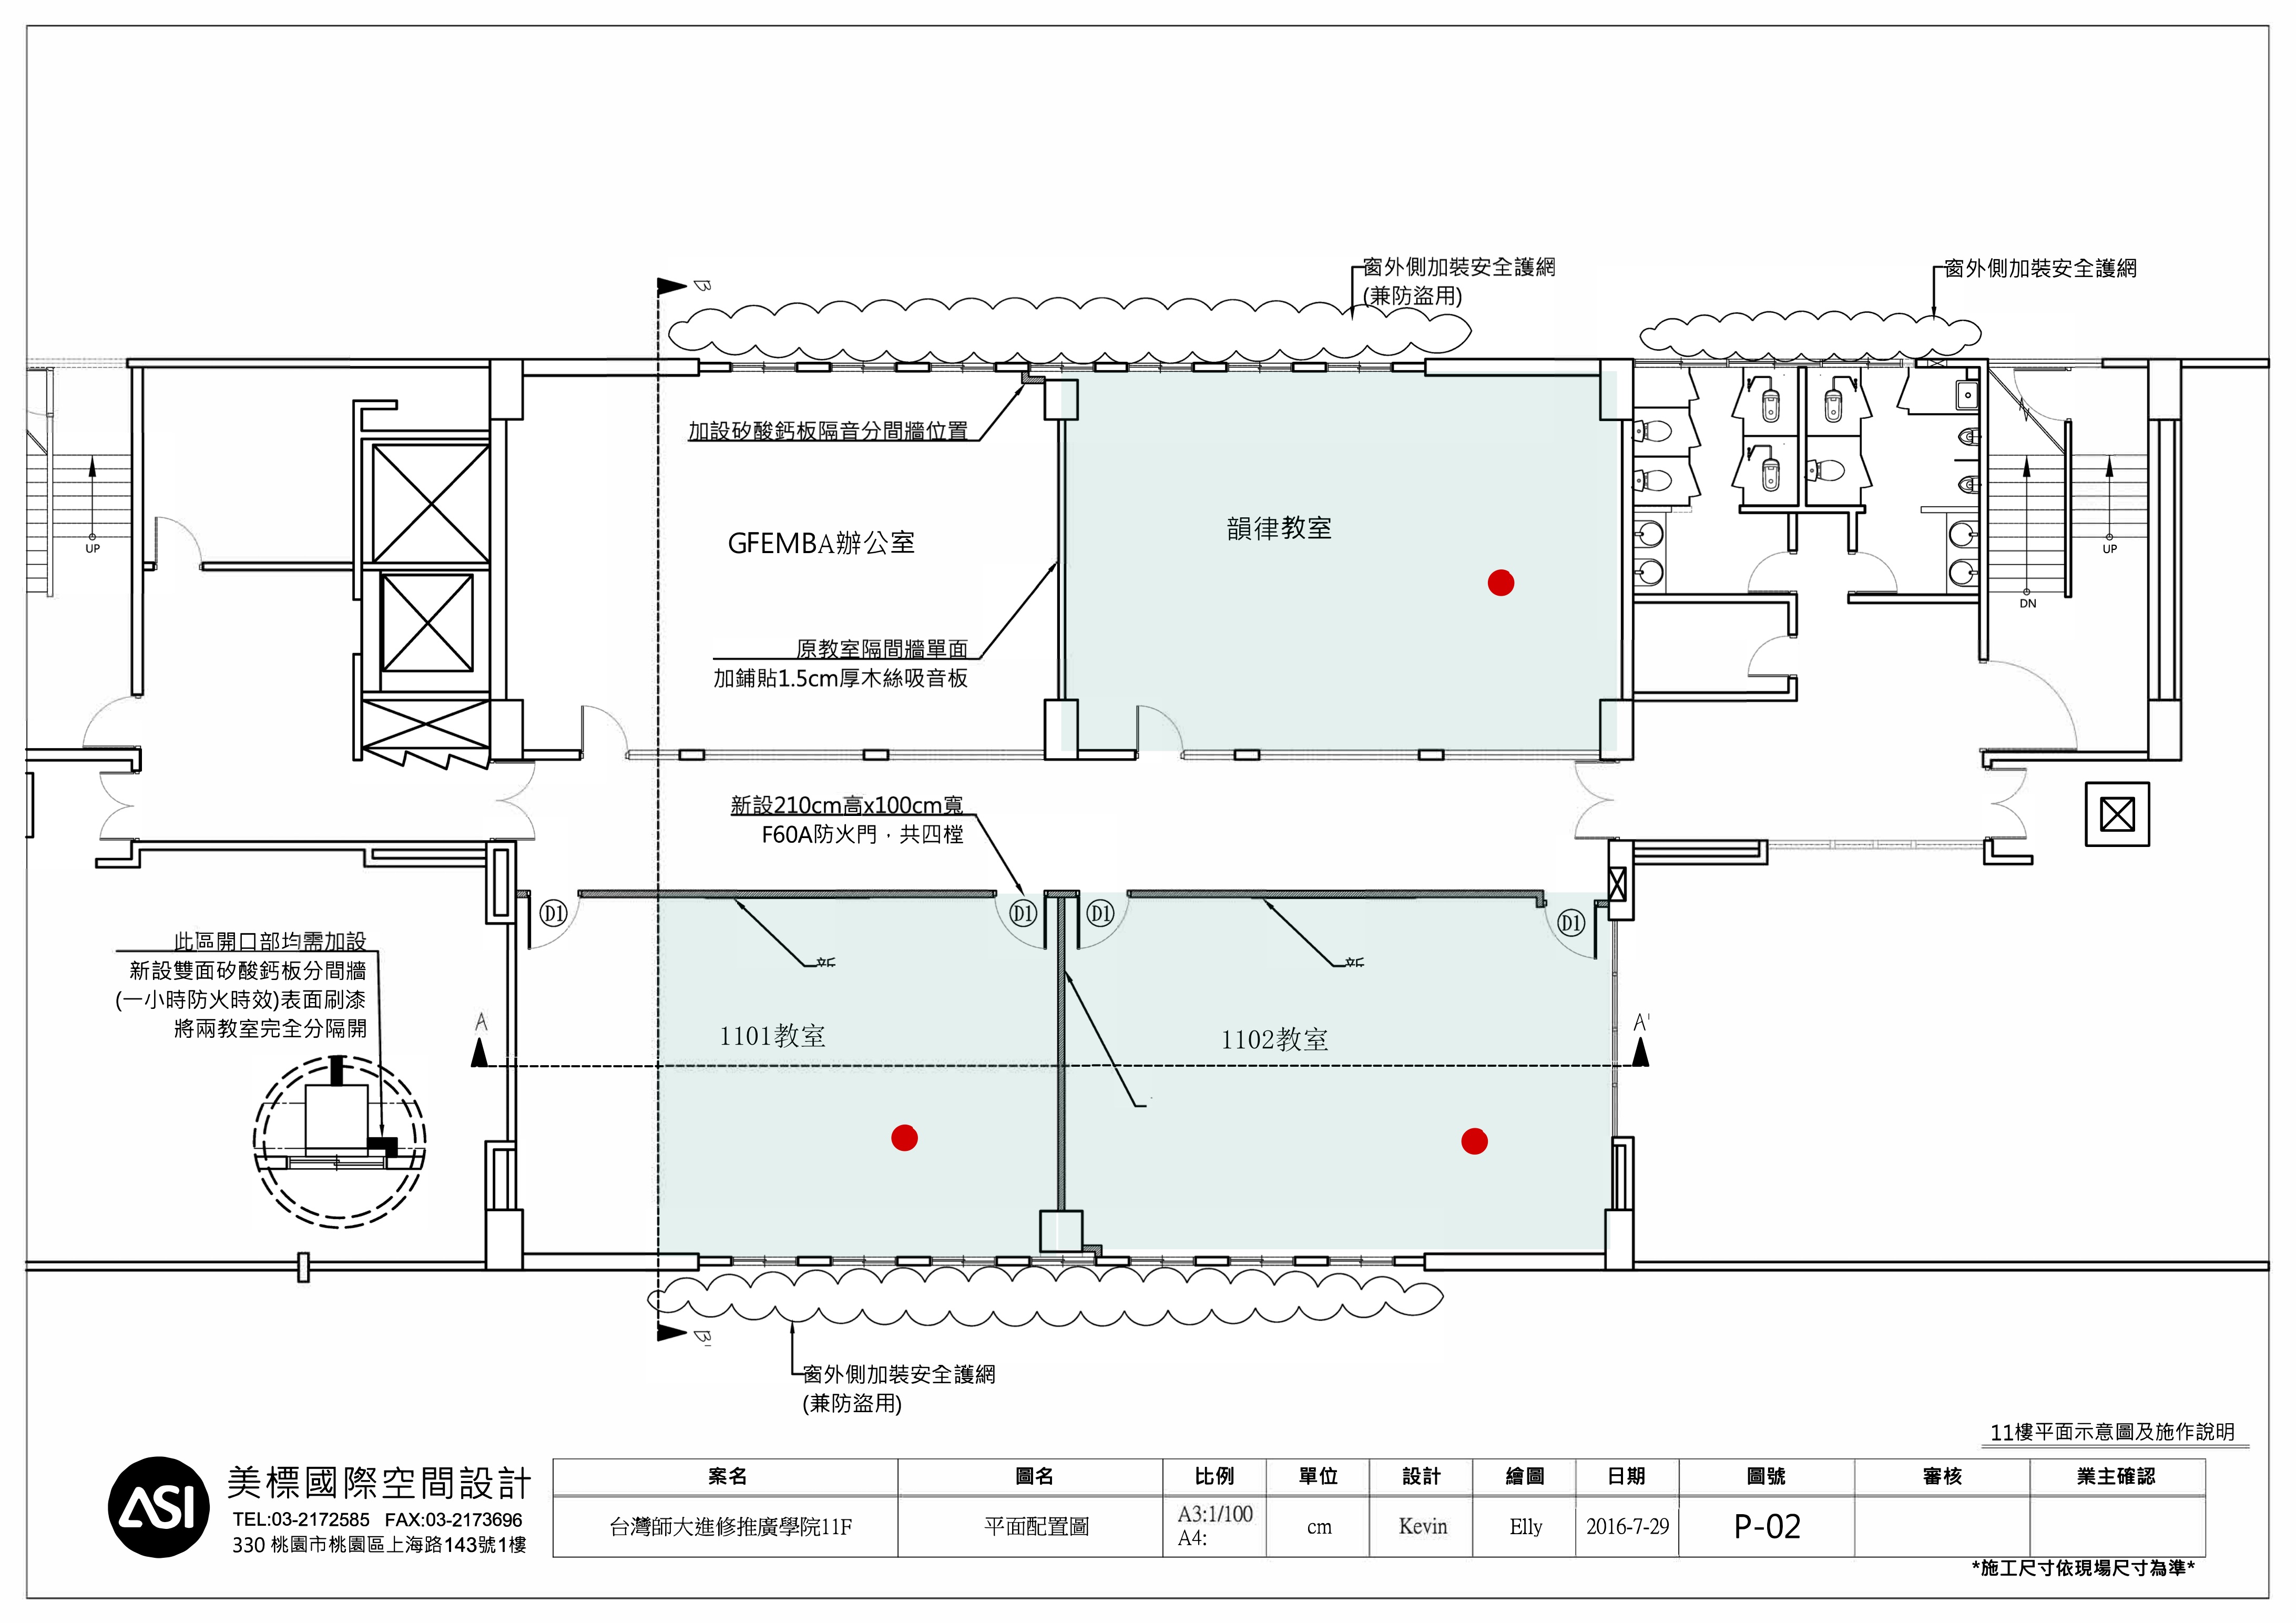 窗外側加裝安全護網
(兼防盜用)
窗外側加裝安全護網
B
加設矽酸鈣板隔音分間牆位置
GFEMBA辦公室
韻律教室
原教室隔間牆單面
加鋪貼1.5cm厚木絲吸音板
UP
UP
DN
新設210cm高x100cm寬
F60A防火門,共四樘
D1
D1
D1
D1
此區開口部均需加設
新設雙面矽酸鈣板分間牆
(一小時防火時效)表面刷漆
將兩教室完全分隔開
A
A'
1101教室
1102教室
B'
窗外側加裝安全護網
(兼防盜用)
11樓平面示意圖及施作說明
ASI
美標國際空間設計
TEL:03-2172585 FAX:03-2173696
330 桃園市桃園區上海路143號1樓
案名 圖名 比例 單位 設計 繪圖 日期 圖號 審核 業主確認
台灣師大進修推廣學院11F 平面配置圖 A3:1/100 A4: cm Kevin Elly 2016-7-29 P-02
*施工尺寸依現場尺寸為準*